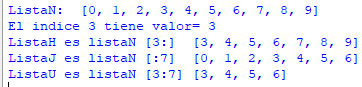 ListaN:  [0, 1, 2, 3, 4, 5, 6, 7, 8, 9]
El indice 3 tiene valor= 3
ListaH es listaN [3:]  [3, 4, 5, 6, 7, 8, 9]
ListaJ es listaN [:7]  [0, 1, 2, 3, 4, 5, 6]
ListaU es listaN [3:7] [3, 4, 5, 6]